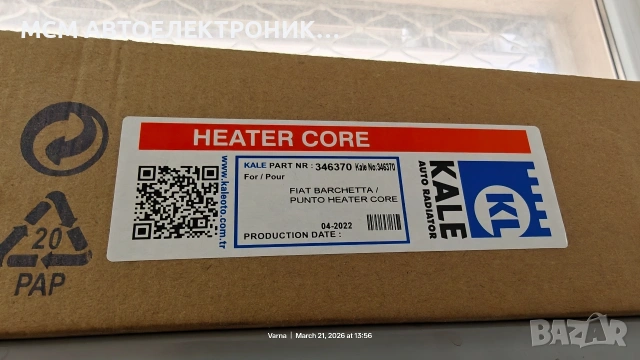 МСМ АВТОЕЛЕКТРОНИК...
HEATER CORE
www.kaleoto.com.tr
KALE PART NR : 346370 Kale No:346370
For / Pour
FIAT BARCHETTA /
PUNTO HEATER CORE
04-2022
PRODUCTION DATE :
KALE
AUTO RADIATOR
KL
20
PAP
Varna | March 21, 2026 at 13:56
BAZAR